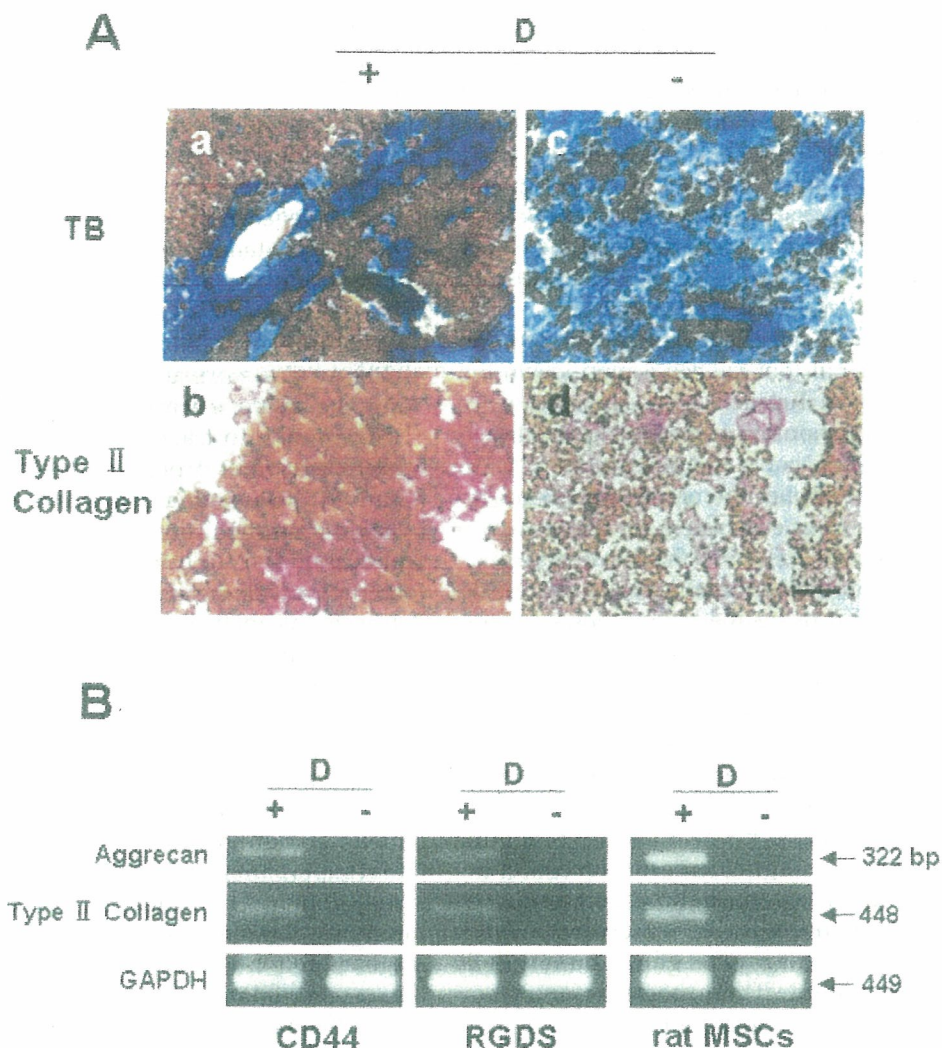 A
D
+ -
TB
a c
Type Ⅱ
Collagen
b d
B
D D D
+ - + - + -
Aggrecan ← 322 bp
Type Ⅱ Collagen ← 448
GAPDH ← 449
CD44 RGDS rat MSCs